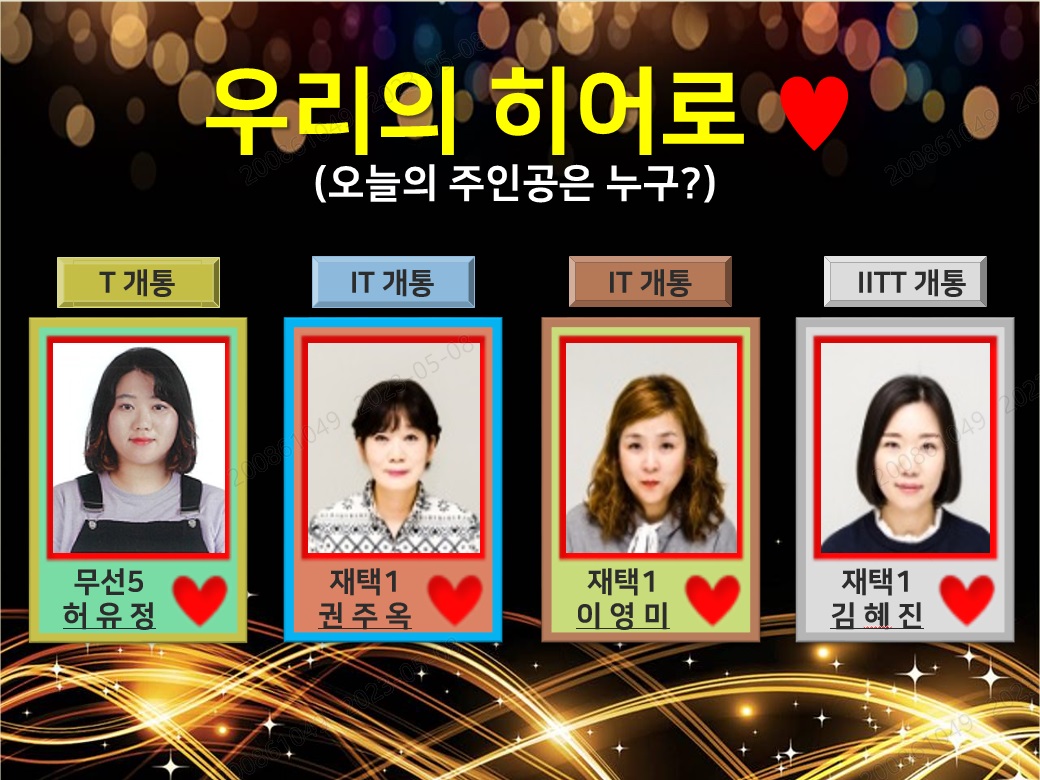 우리의 히어로
(오늘의 주인공은 누구?)
T 개통
IT 개통
IT 개통
IITT 개통
무선5
허 유 정
재택1
권 주 옥
재택1
이 영 미
재택1
김 혜 진